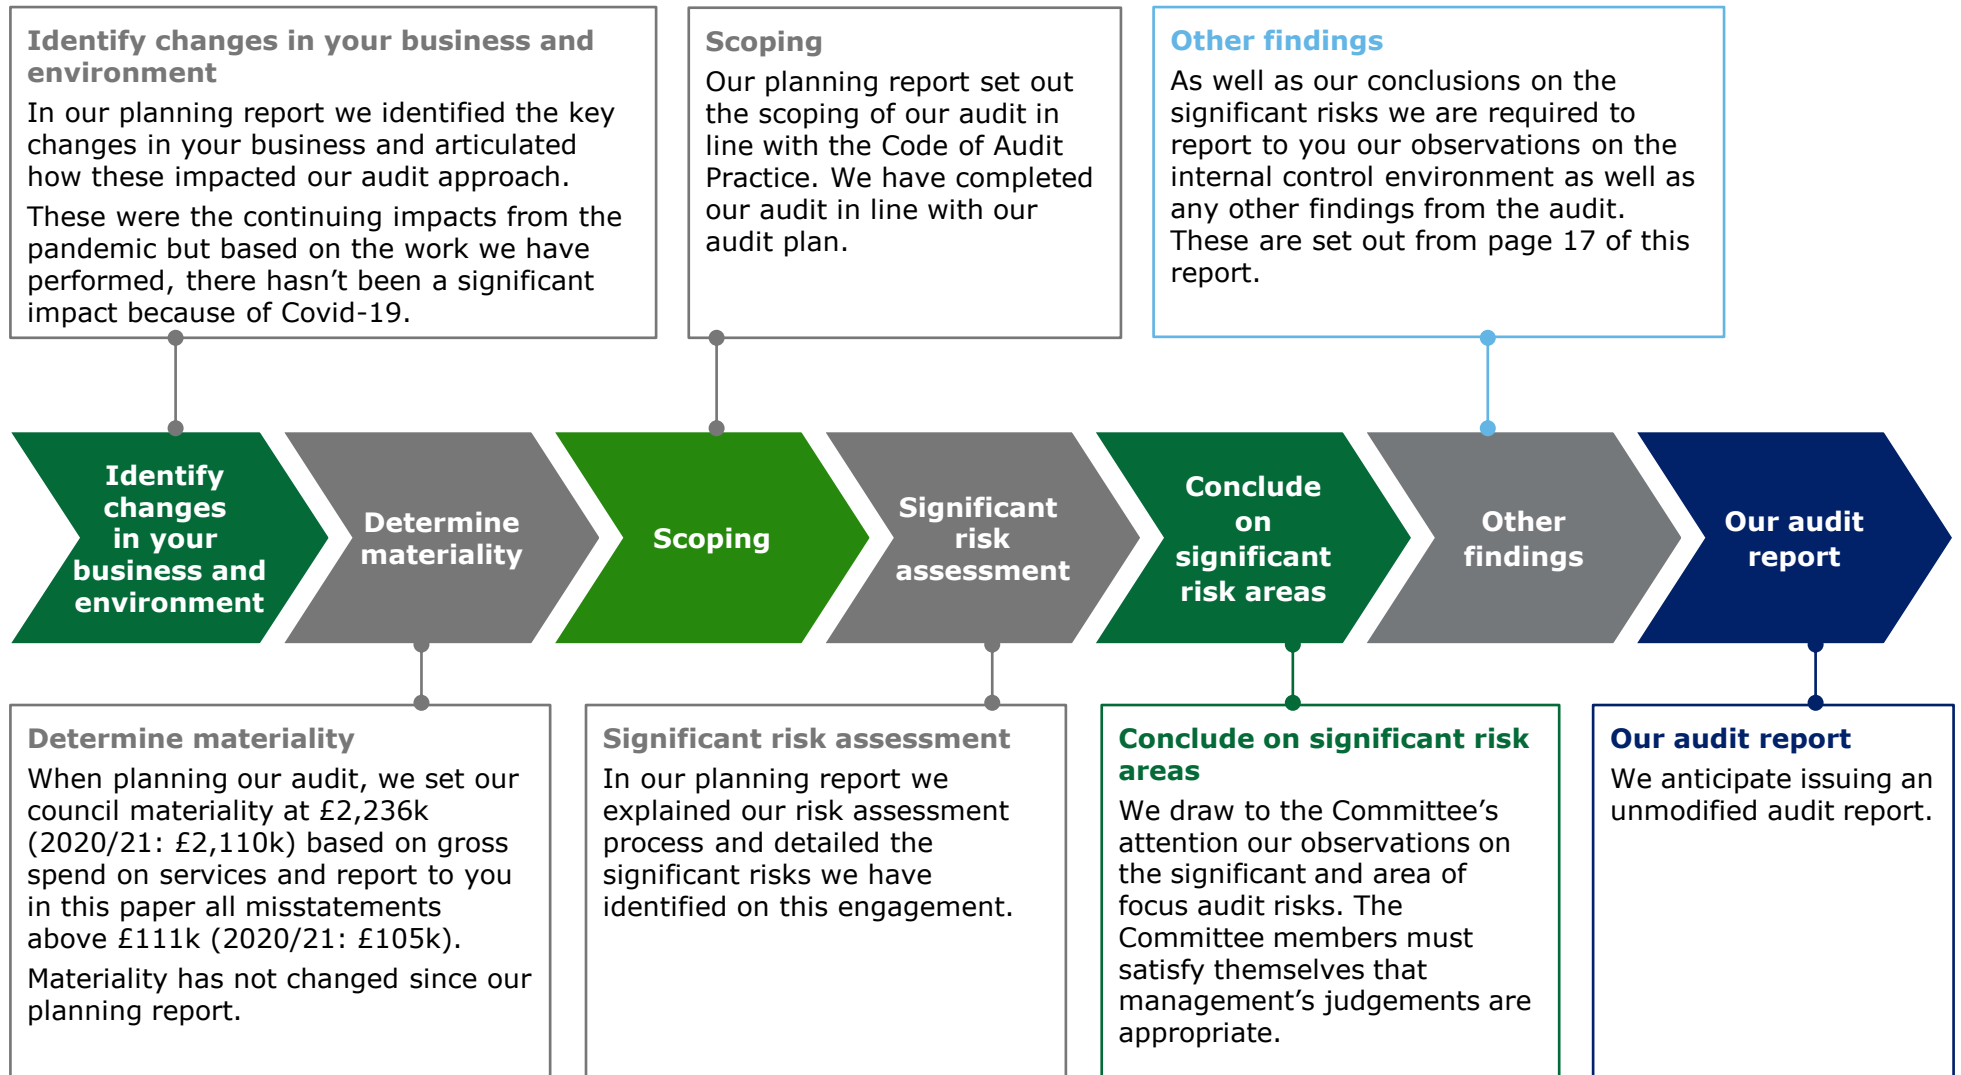 Identify changes in your business and
environment
In our planning report we identified the key
changes in your business and articulated
how these impacted our audit approach.
These were the continuing impacts from the
pandemic but based on the work we have
performed, there hasn’t been a significant
impact because of Covid-19.
Scoping
Our planning report set out
the scoping of our audit in
line with the Code of Audit
Practice. We have completed
our audit in line with our
audit plan.
Other findings
As well as our conclusions on the
significant risks we are required to
report to you our observations on the
internal control environment as well as
any other findings from the audit.
These are set out from page 17 of this
report.
Identify
changes
in your
business and
environment
Determine
materiality
Scoping
Significant
risk
assessment
Conclude
on
significant
risk areas
Other
findings
Our audit
report
Determine materiality
When planning our audit, we set our
council materiality at £2,236k
(2020/21: £2,110k) based on gross
spend on services and report to you
in this paper all misstatements
above £111k (2020/21: £105k).
Materiality has not changed since our
planning report.
Significant risk assessment
In our planning report we
explained our risk assessment
process and detailed the
significant risks we have
identified on this engagement.
Conclude on significant risk
areas
We draw to the Committee’s
attention our observations on
the significant and area of
focus audit risks. The
Committee members must
satisfy themselves that
management’s judgements are
appropriate.
Our audit report
We anticipate issuing an
unmodified audit report.